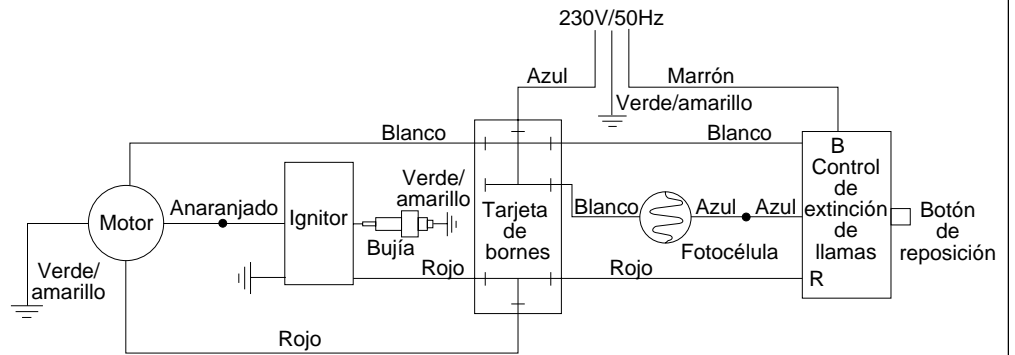 230V/50Hz
Azul
Marrón
Verde/amarillo
Blanco
Blanco
B
Control
de
extinción
de
llamas
R
Verde/
amarillo
Anaranjado
Ignitor
Motor
Bujía
Tarjeta
de
bornes
Blanco
Azul
Azul
Fotocélula
Botón
de
reposición
Verde/
amarillo
Rojo
Rojo
Rojo